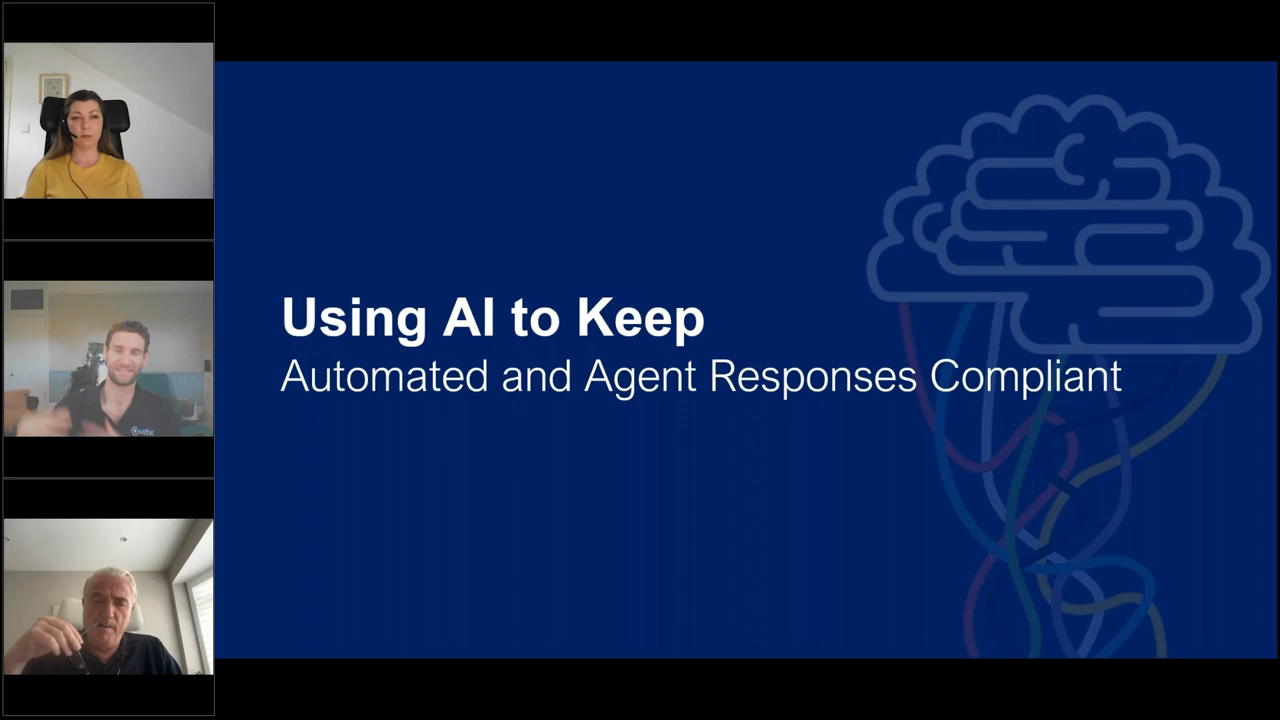 Using AI to Keep
Automated and Agent Responses Compliant